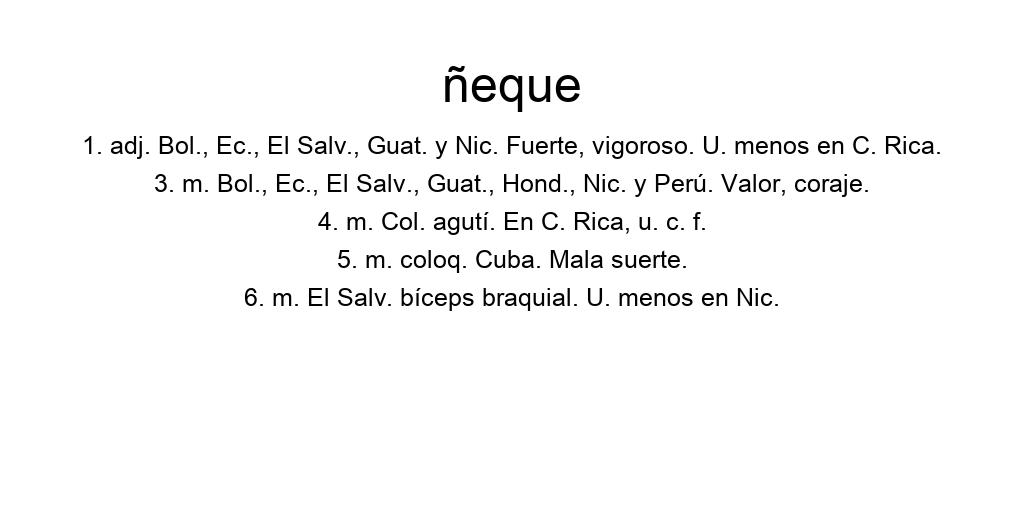 ñeque
1. adj. Bol., Ec., El Salv., Guat. y Nic. Fuerte, vigoroso. U. menos en C. Rica.
3. m. Bol., Ec., El Salv., Guat., Hond., Nic. y Perú. Valor, coraje.
4. m. Col. agutí. En C. Rica, u. c. f.
5. m. coloq. Cuba. Mala suerte.
6. m. El Salv. bíceps braquial. U. menos en Nic.